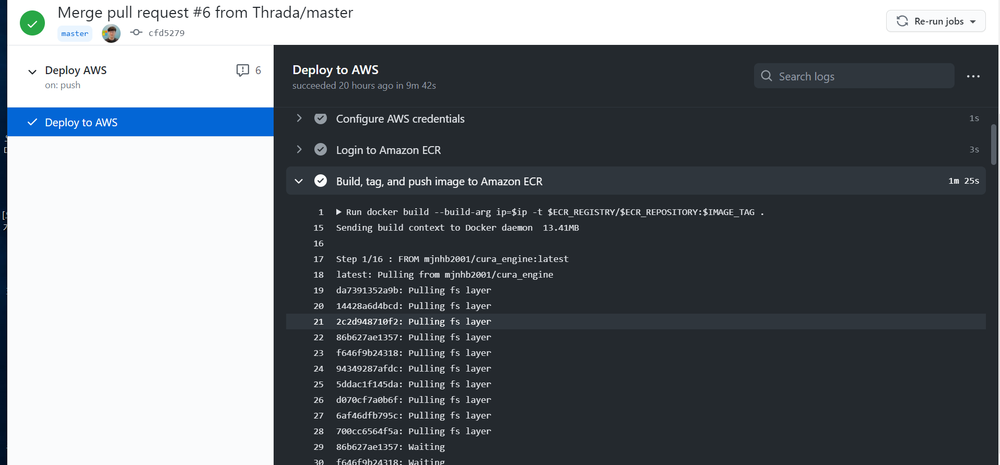 Merge pull request #6 from Thrada/master
master
cfd5279
Re-run jobs
Deploy AWS
6
on: push
Deploy to AWS
Deploy to AWS
succeeded 20 hours ago in 9m 42s
Search logs
Configure AWS credentials 1s
Login to Amazon ECR 3s
Build, tag, and push image to Amazon ECR 1m 25s
1 Run docker build --build-arg ip=$ip -t $ECR_REGISTRY/$ECR_REPOSITORY:$IMAGE_TAG .
15 Sending build context to Docker daemon 13.41MB
16
17 Step 1/16 : FROM mjnhb2001/cura_engine:latest
18 latest: Pulling from mjnhb2001/cura_engine
19 da7391352a9b: Pulling fs layer
20 14428a6d4bcd: Pulling fs layer
21 2c2d948710f2: Pulling fs layer
22 86b627ae1357: Pulling fs layer
23 f646f9b24318: Pulling fs layer
24 94349287afdc: Pulling fs layer
25 5ddac1f145da: Pulling fs layer
26 d070cf7a0b6f: Pulling fs layer
27 6af46dfb795c: Pulling fs layer
28 700cc6564f5a: Pulling fs layer
29 86b627ae1357: Waiting
30 f646f9b24318: Waiting